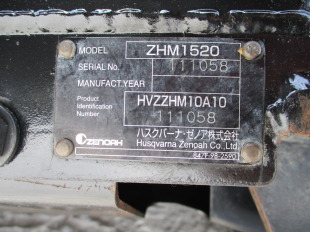 MODEL ZHM1520
SERIAL No. 111058
MANUFACT.YEAR
Product Identification Number HVZZHM10A10
111058
ZENOAH ハスクバーナ・ゼノア株式会社
Husqvarna Zenoah Co.,Ltd.